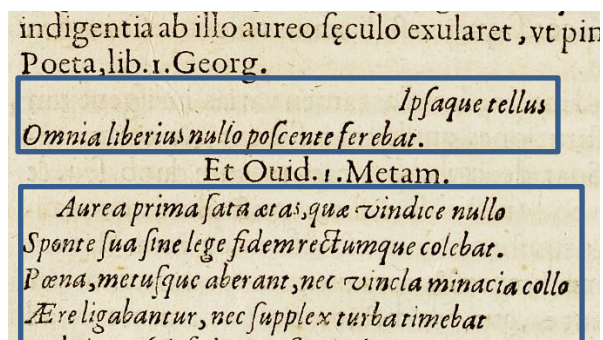 indigentia ab illo aureo ſęculo exularet, vt pin
Poeta, lib. 1. Georg.
Ipſaque tellus
Omnia liberius nullo poſcente ferebat.
Et Ouid. 1. Metam.
Aurea prima ſata ætas, quæ vindice nullo
Sponte ſua ſine lege fidem rectumque colebat.
Pœna, metuſque aberant, nec vincla minacia collo
Ære ligabantur, nec ſupplex turba timebat